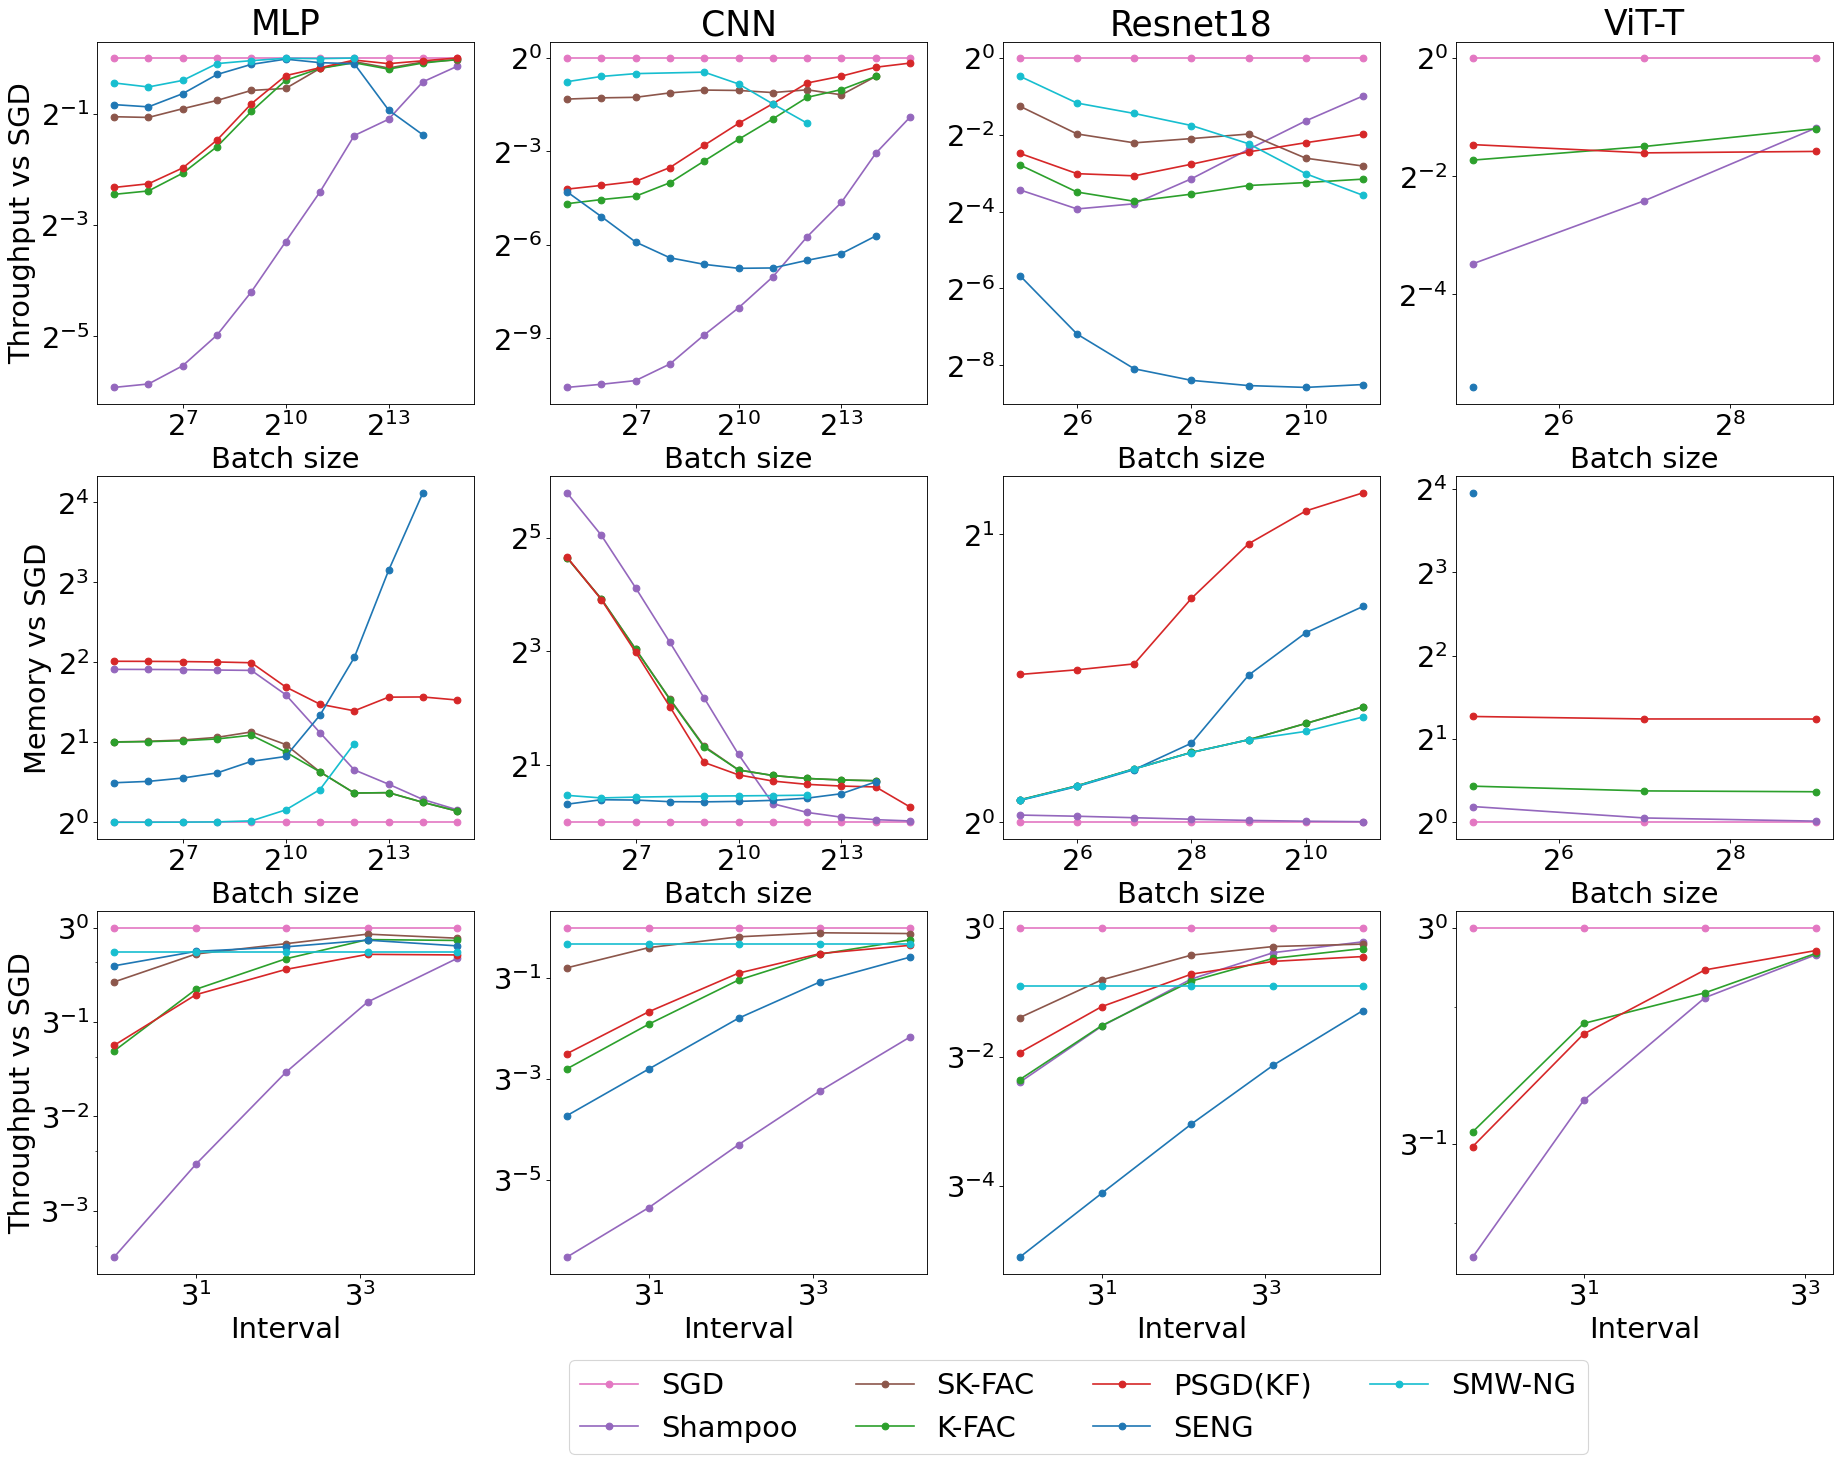 MLP
CNN
Resnet18
ViT-T
Throughput vs SGD
2^-1
2^-3
2^-5
2^7 2^10 2^13
Batch size
2^0
2^-3
2^-6
2^-9
2^7 2^10 2^13
Batch size
2^0
2^-2
2^-4
2^-6
2^-8
2^6 2^8 2^10
Batch size
2^0
2^-2
2^-4
2^6 2^8
Batch size
Memory vs SGD
2^4
2^3
2^2
2^1
2^0
2^7 2^10 2^13
Batch size
2^5
2^3
2^1
2^7 2^10 2^13
Batch size
2^1
2^0
2^6 2^8 2^10
Batch size
2^4
2^3
2^2
2^1
2^0
2^6 2^8
Batch size
Throughput vs SGD
3^0
3^-1
3^-2
3^-3
3^1 3^3
Interval
3^0
3^-1
3^-3
3^-5
3^1 3^3
Interval
3^0
3^-2
3^-4
3^1 3^3
Interval
3^0
3^-1
3^1 3^3
Interval
SGD
Shampoo
SK-FAC
K-FAC
PSGD(KF)
SENG
SMW-NG